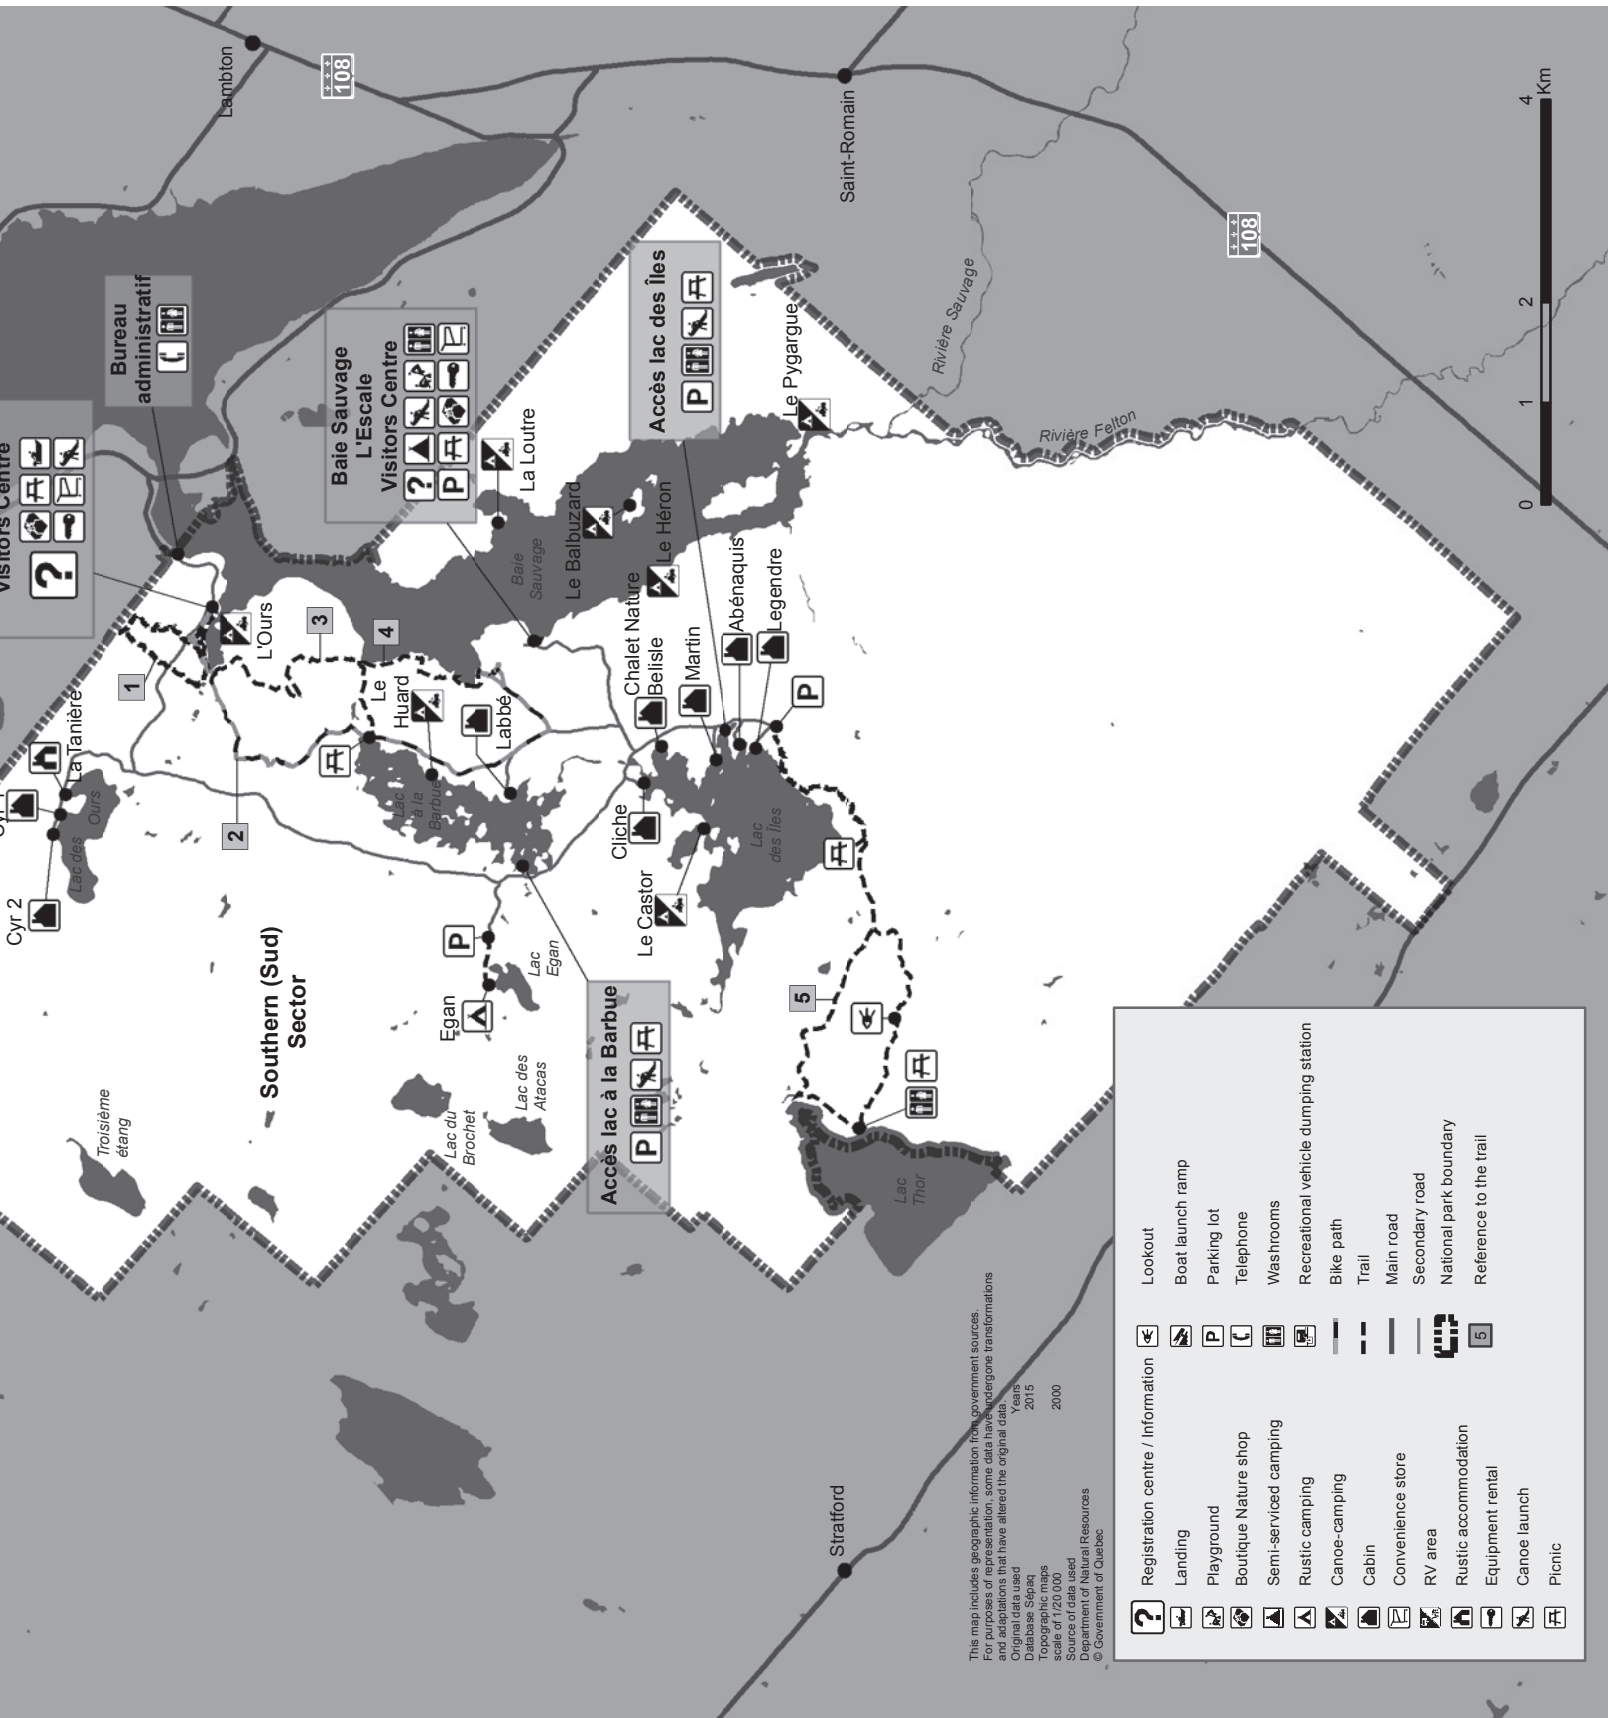 Lambton
108
Saint-Romain
Bureau
administratif
Visitors Centre
?
Baie Sauvage
L'Escale
Visitors Centre
?
P
Accès lac des Îles
P
Rivière Sauvage
108
Rivière Felton
Le Pygargue
La Loutre
Baie
Sauvage
Le Balbuzard
Le Héron
L'Ours
1
2
3
4
Le
Huard
Labbé
Chalet Nature
Belisle
Martin
Abénaquis
Legendre
P
La Tanière
Lac des
Ours
Cyr 2
Lac
à la
Barbue
Cliche
Le Castor
Lac
des Îles
Southern (Sud)
Sector
P
Egan
Lac
Egan
Accès lac à la Barbue
P
5
Troisième
étang
Lac du
Brochet
Lac des
Atacas
Lac
Thor
Stratford
0
1
2
4
Km
This map includes geographic information from government sources.
For purposes of representation, some data have undergone transformations
and adaptations that have altered the original data.
Original data used Years
Database Sépaq 2015
Topographic maps
scale of 1/20 000 2000
Source of data used
Department of Natural Resources
© Government of Quebec
? Registration centre / Information
Landing
Playground
Boutique Nature shop
Semi-serviced camping
Rustic camping
Canoe-camping
Cabin
Convenience store
RV area
Rustic accommodation
Equipment rental
Canoe launch
Picnic
Lookout
Boat launch ramp
P Parking lot
Telephone
Washrooms
Recreational vehicle dumping station
Bike path
Trail
Main road
Secondary road
National park boundary
5 Reference to the trail